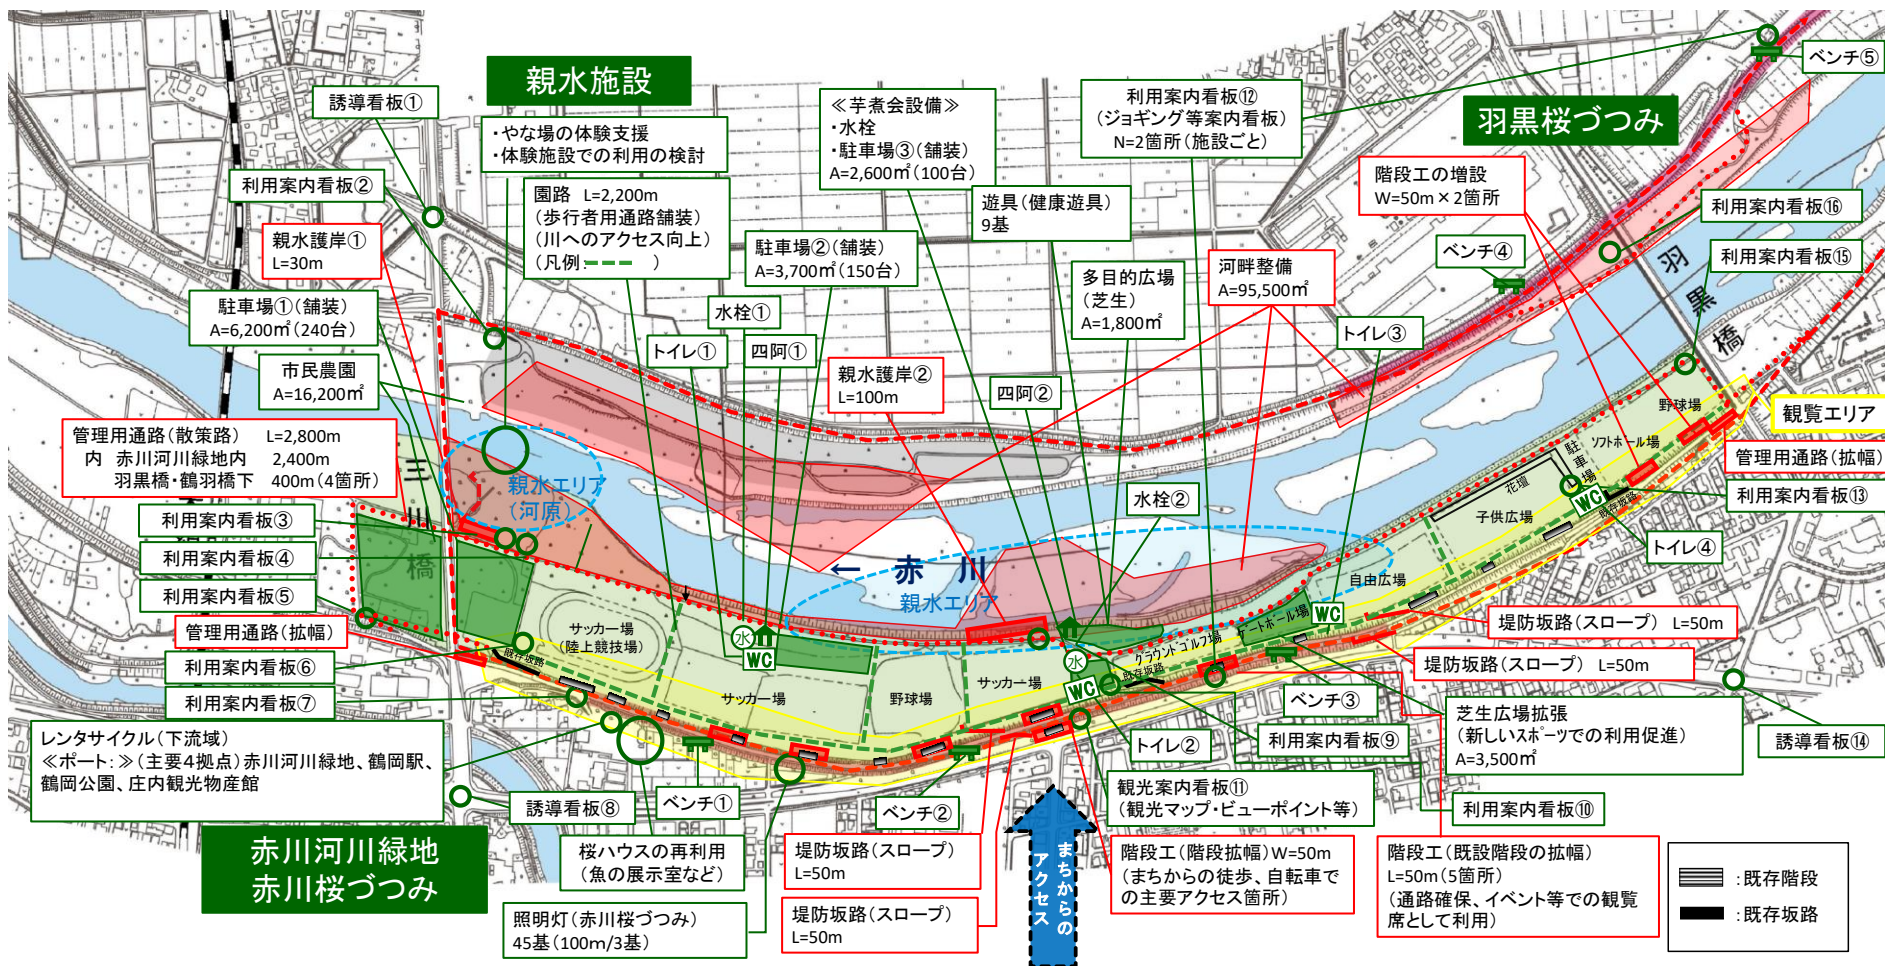 親水施設
・やな場の体験支援
・体験施設での利用の検討
誘導看板①
利用案内看板②
親水護岸①
L=30m
駐車場①(舗装)
A=6,200㎡(240台)
市民農園
A=16,200㎡
管理用通路(散策路) L=2,800m
内 赤川河川緑地内 2,400m
羽黒橋・鶴羽橋下 400m(4箇所)
利用案内看板③
利用案内看板④
利用案内看板⑤
管理用通路(拡幅)
利用案内看板⑥
利用案内看板⑦
レンタサイクル(下流域)
≪ポート:≫(主要4拠点)赤川河川緑地、鶴岡駅、
鶴岡公園、庄内観光物産館
誘導看板⑧
赤川河川緑地
赤川桜づつみ
園路 L=2,200m
(歩行者用通路舗装)
(川へのアクセス向上)
(凡例: )
水栓①
トイレ①
四阿①
駐車場②(舗装)
A=3,700㎡(150台)
≪芋煮会設備≫
・水栓
・駐車場③(舗装)
A=2,600㎡(100台)
遊具(健康遊具)
9基
多目的広場
(芝生)
A=1,800㎡
親水護岸②
L=100m
四阿②
水栓②
利用案内看板⑫
(ジョギング等案内看板)
N=2箇所(施設ごと)
河畔整備
A=95,500㎡
トイレ③
羽黒桜づつみ
ベンチ⑤
階段工の増設
W=50m×2箇所
利用案内看板⑯
ベンチ④
利用案内看板⑮
羽黒橋
観覧エリア
管理用通路(拡幅)
利用案内看板⑬
トイレ④
三川橋
親水エリア
(河原)
← 赤 川
親水エリア
サッカー場
(陸上競技場)
既存坂路
サッカー場
野球場
サッカー場
グラウンドゴルフ場
ゲートボール場
既存坂路
自由広場
子供広場
花壇
駐車場
ソフトボール場
野球場
既存坂路
水
WC
水
WC
WC
WC
堤防坂路(スロープ) L=50m
堤防坂路(スロープ) L=50m
ベンチ③
トイレ②
利用案内看板⑨
芝生広場拡張
(新しいスポーツでの利用促進)
A=3,500㎡
誘導看板⑭
観光案内看板⑪
(観光マップ・ビューポイント等)
利用案内看板⑩
ベンチ①
ベンチ②
桜ハウスの再利用
(魚の展示室など)
照明灯(赤川桜づつみ)
45基(100m/3基)
堤防坂路(スロープ)
L=50m
堤防坂路(スロープ)
L=50m
まちからの
アクセス
階段工(階段拡幅)W=50m
(まちからの徒歩、自転車で
の主要アクセス箇所)
階段工(既設階段の拡幅)
L=50m(5箇所)
(通路確保、イベント等での観覧
席として利用)
:既存階段
:既存坂路